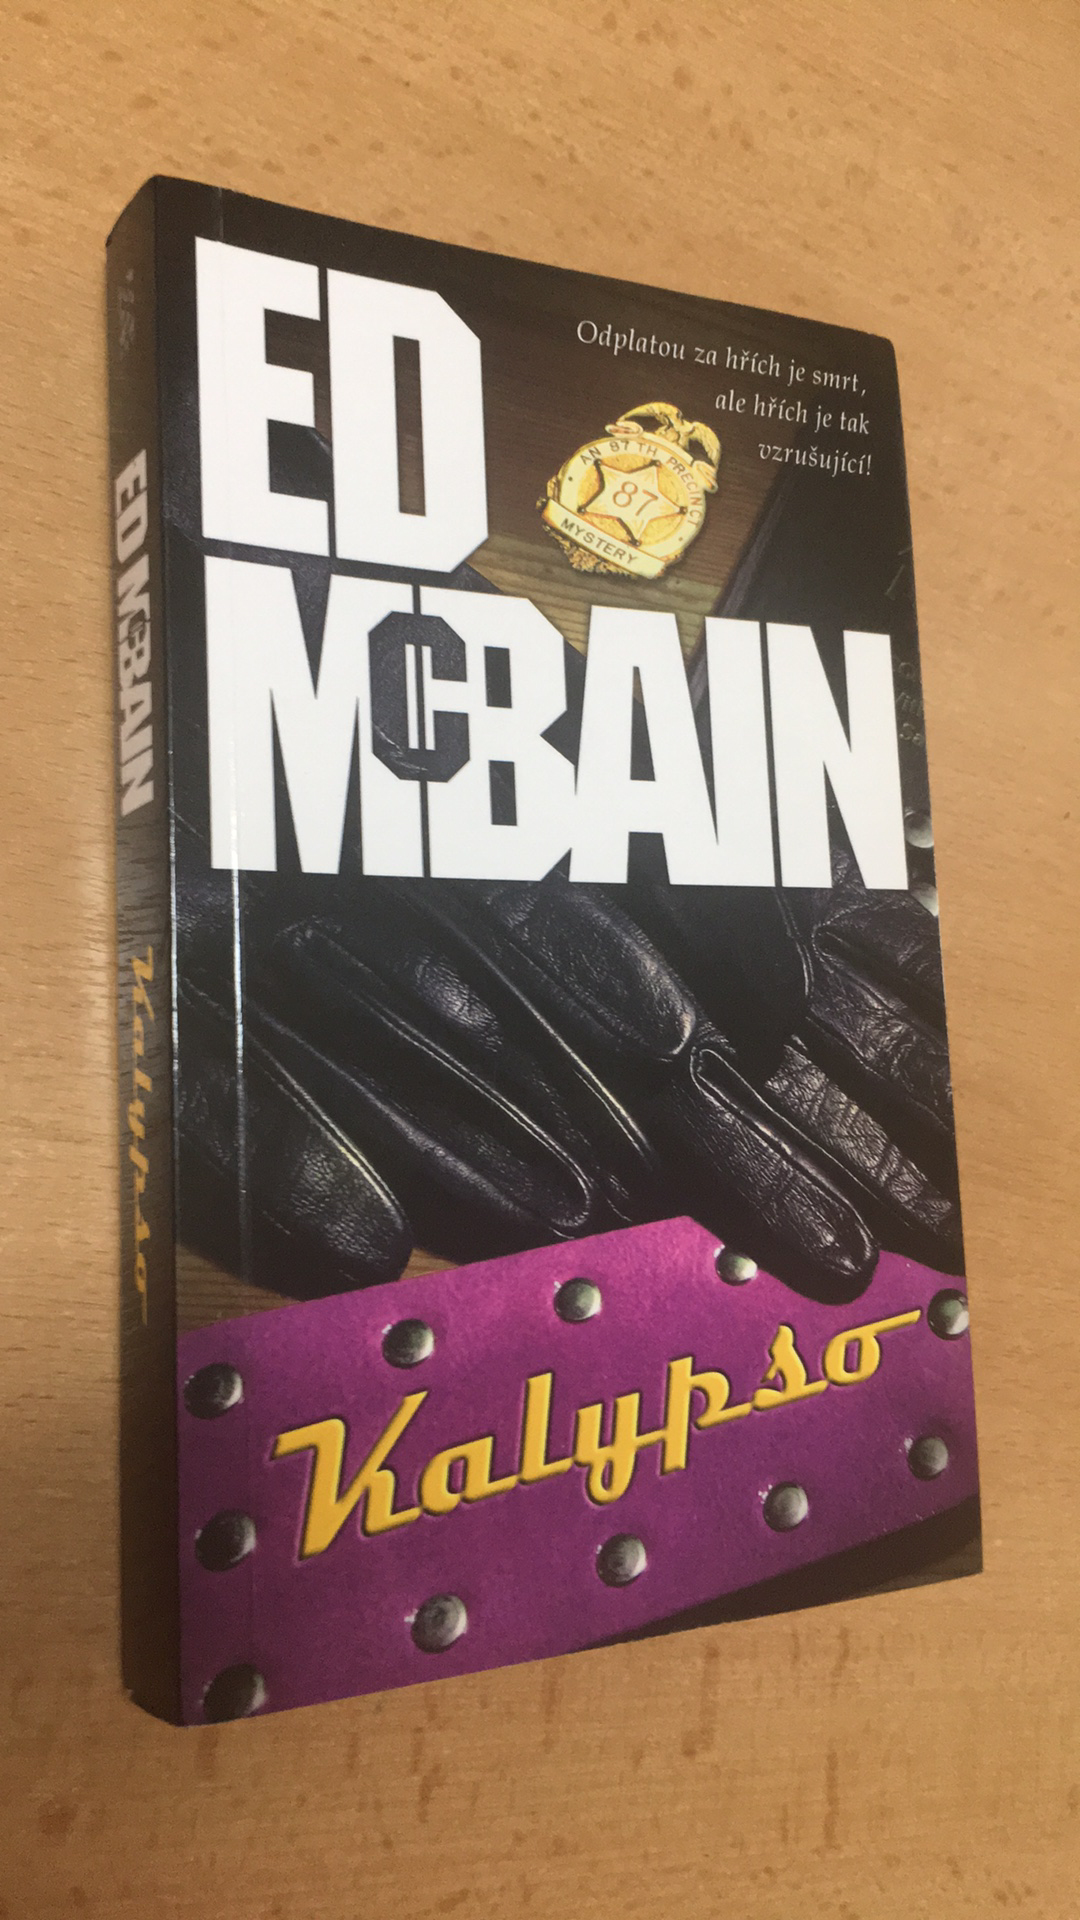 ED
McBAIN
Odplatou za hřích je smrt,
ale hřích je tak
vzrušující!
AN 87TH PRECINCT
87
MYSTERY
Kalypso
ED McBAIN
Kalypso